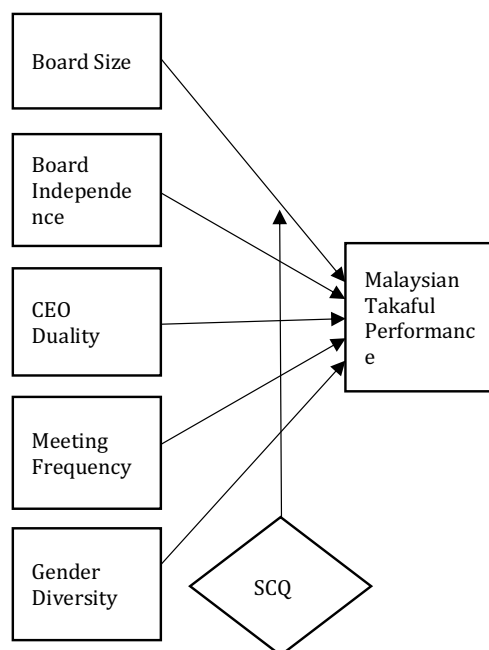 Board Size
Board
Independe
nce
CEO
Duality
Meeting
Frequency
Gender
Diversity
Malaysian
Takaful
Performanc
e
SCQ